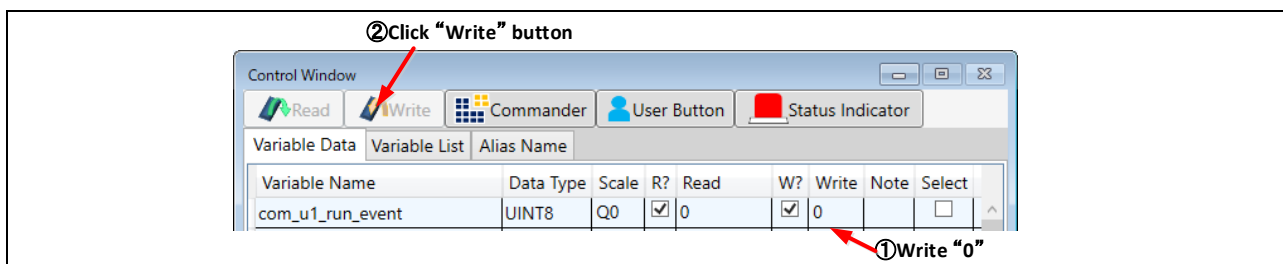 ②Click “Write” button
Control Window
Read Write Commander User Button Status Indicator
Variable Data Variable List Alias Name
Variable Name Data Type Scale R? Read W? Write Note Select
com_u1_run_event UINT8 Q0 0 0
①Write “0”